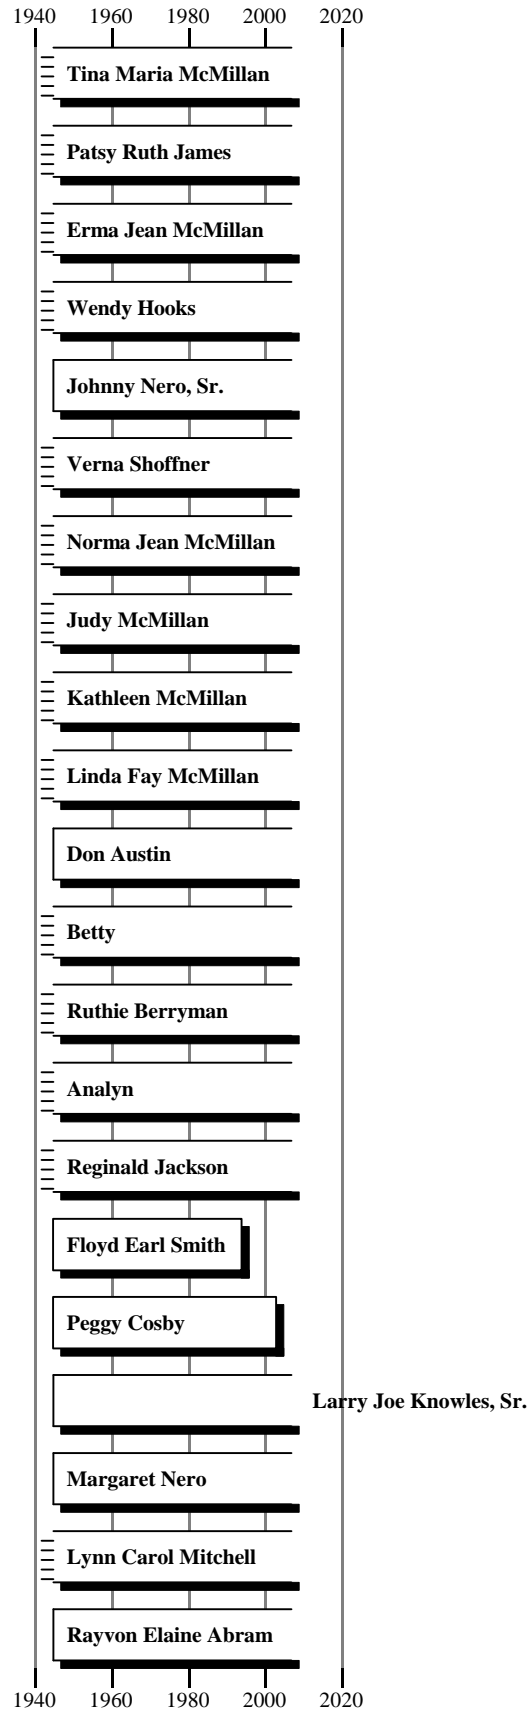 1940 1960 1980 2000 2020
Tina Maria McMillan
Patsy Ruth James
Erma Jean McMillan
Wendy Hooks
Johnny Nero, Sr.
Verna Shoffner
Norma Jean McMillan
Judy McMillan
Kathleen McMillan
Linda Fay McMillan
Don Austin
Betty
Ruthie Berryman
Analyn
Reginald Jackson
Floyd Earl Smith
Peggy Cosby
Larry Joe Knowles, Sr.
Margaret Nero
Lynn Carol Mitchell
Rayvon Elaine Abram
1940 1960 1980 2000 2020